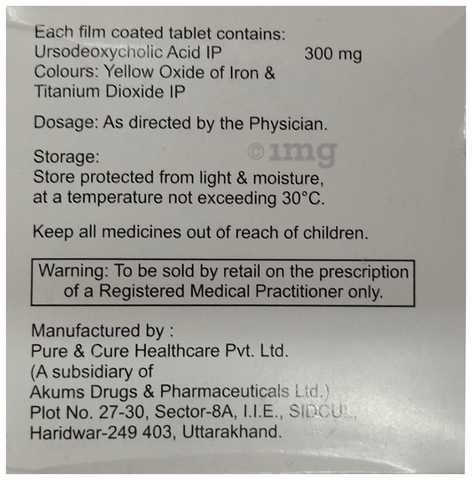 Each film coated tablet contains:
Ursodeoxycholic Acid IP 300 mg
Colours: Yellow Oxide of Iron &
Titanium Dioxide IP
Dosage: As directed by the Physician.
©1mg
Storage:
Store protected from light & moisture,
at a temperature not exceeding 30°C.
Keep all medicines out of reach of children.
Warning: To be sold by retail on the prescription
of a Registered Medical Practitioner only.
Manufactured by :
Pure & Cure Healthcare Pvt. Ltd.
(A subsidiary of
Akums Drugs & Pharmaceuticals Ltd.)
Plot No. 27-30, Sector-8A, I.I.E., SIDCUL,
Haridwar-249 403, Uttarakhand.